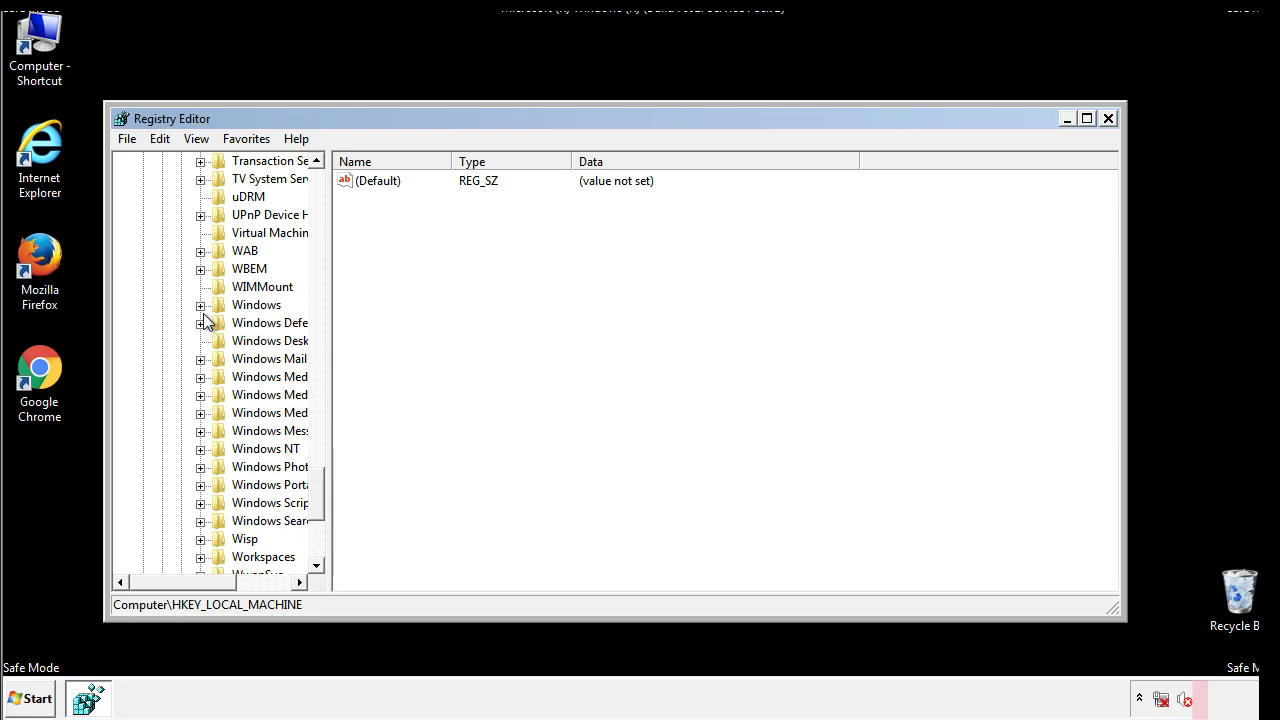 Computer -
Shortcut
Internet
Explorer
Mozilla
Firefox
Google
Chrome
Registry Editor
File Edit View Favorites Help
Transaction Se
TV System Serv
uDRM
UPnP Device H
Virtual Machin
WAB
WBEM
WIMMount
Windows
Windows Defe
Windows Desk
Windows Mail
Windows Med
Windows Med
Windows Med
Windows Mess
Windows NT
Windows Phot
Windows Porta
Windows Scrip
Windows Sear
Wisp
Workspaces
Name Type Data
ab (Default) REG_SZ (value not set)
Computer\HKEY_LOCAL_MACHINE
Recycle B
Safe Mode
Safe M
Start